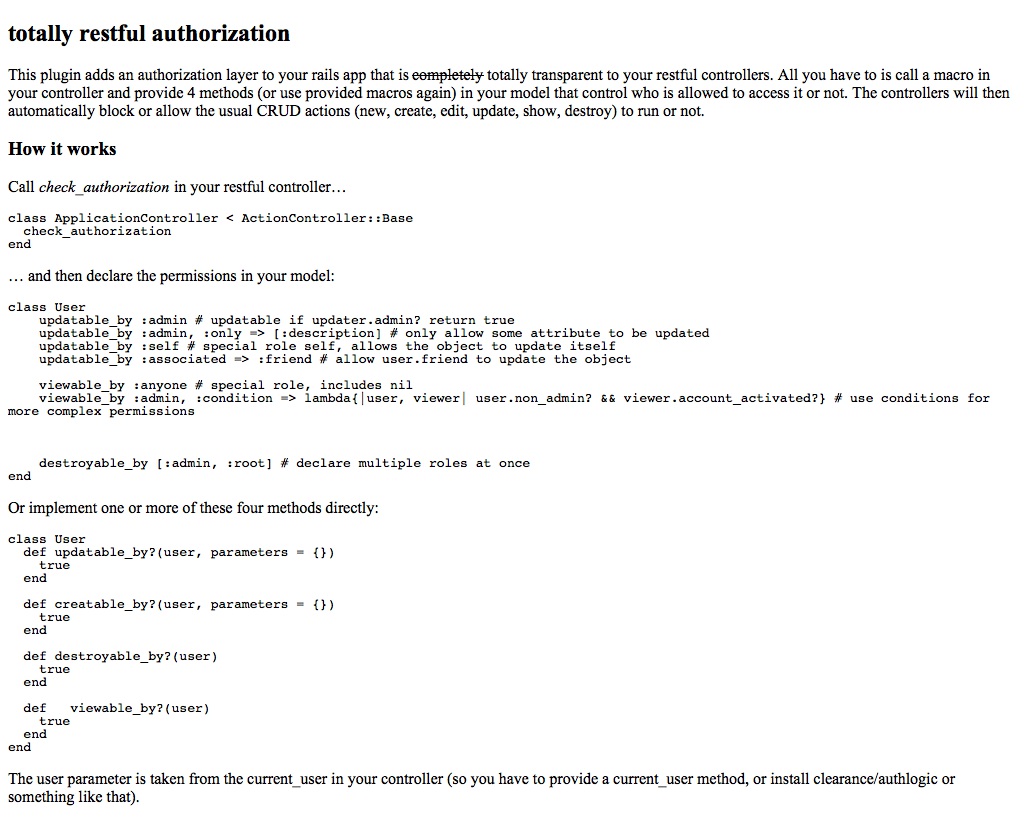 totally restful authorization
This plugin adds an authorization layer to your rails app that is completely totally transparent to your restful controllers. All you have to is call a macro in
your controller and provide 4 methods (or use provided macros again) in your model that control who is allowed to access it or not. The controllers will then
automatically block or allow the usual CRUD actions (new, create, edit, update, show, destroy) to run or not.
How it works
Call check_authorization in your restful controller…
class ApplicationController < ActionController::Base
  check_authorization
end
… and then declare the permissions in your model:
class User
    updatable_by :admin # updatable if updater.admin? return true
    updatable_by :admin, :only => [:description] # only allow some attribute to be updated
    updatable_by :self # special role self, allows the object to update itself
    updatable_by :associated => :friend # allow user.friend to update the object
    viewable_by :anyone # special role, includes nil
    viewable_by :admin, :condition => lambda{|user, viewer| user.non_admin? && viewer.account_activated?} # use conditions for
more complex permissions
    destroyable_by [:admin, :root] # declare multiple roles at once
end
Or implement one or more of these four methods directly:
class User
  def updatable_by?(user, parameters = {})
    true
  end
  def creatable_by?(user, parameters = {})
    true
  end
  def destroyable_by?(user)
    true
  end
  def   viewable_by?(user)
    true
  end
end
The user parameter is taken from the current_user in your controller (so you have to provide a current_user method, or install clearance/authlogic or
something like that).